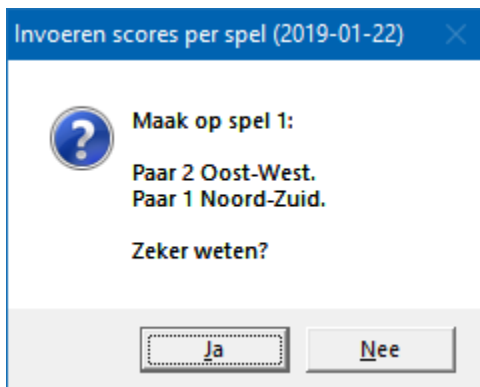 Invoeren scores per spel (2019-01-22)
Maak op spel 1:
Paar 2 Oost-West.
Paar 1 Noord-Zuid.
Zeker weten?
Ja
Nee